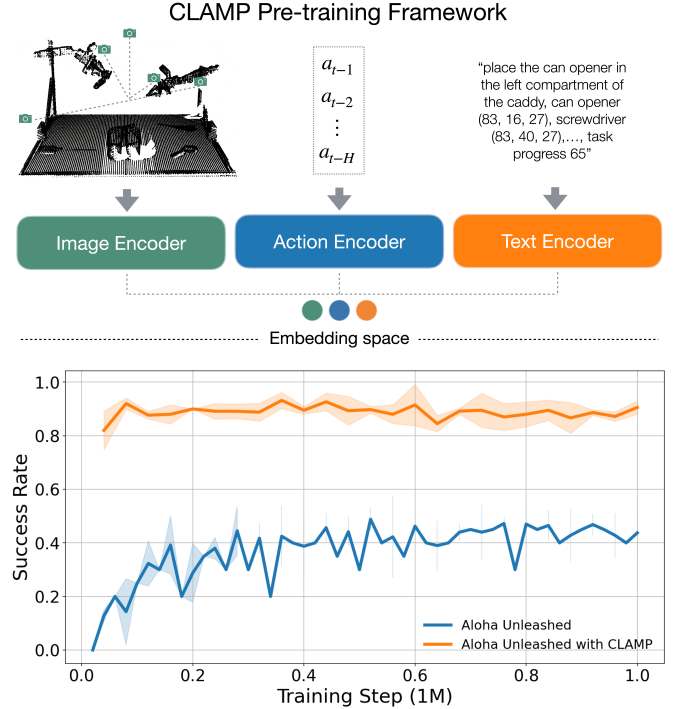 CLAMP Pre-training Framework
a_{t−1}
a_{t−2}
⋮
a_{t−H}
“place the can opener in
the left compartment of
the caddy, can opener
(83, 16, 27), screwdriver
(83, 40, 27),…, task
progress 65”
Image Encoder
Action Encoder
Text Encoder
Embedding space
1.0
0.8
0.6
0.4
0.2
0.0
Success Rate
Aloha Unleashed
Aloha Unleashed with CLAMP
0.0
0.2
0.4
0.6
0.8
1.0
Training Step (1M)